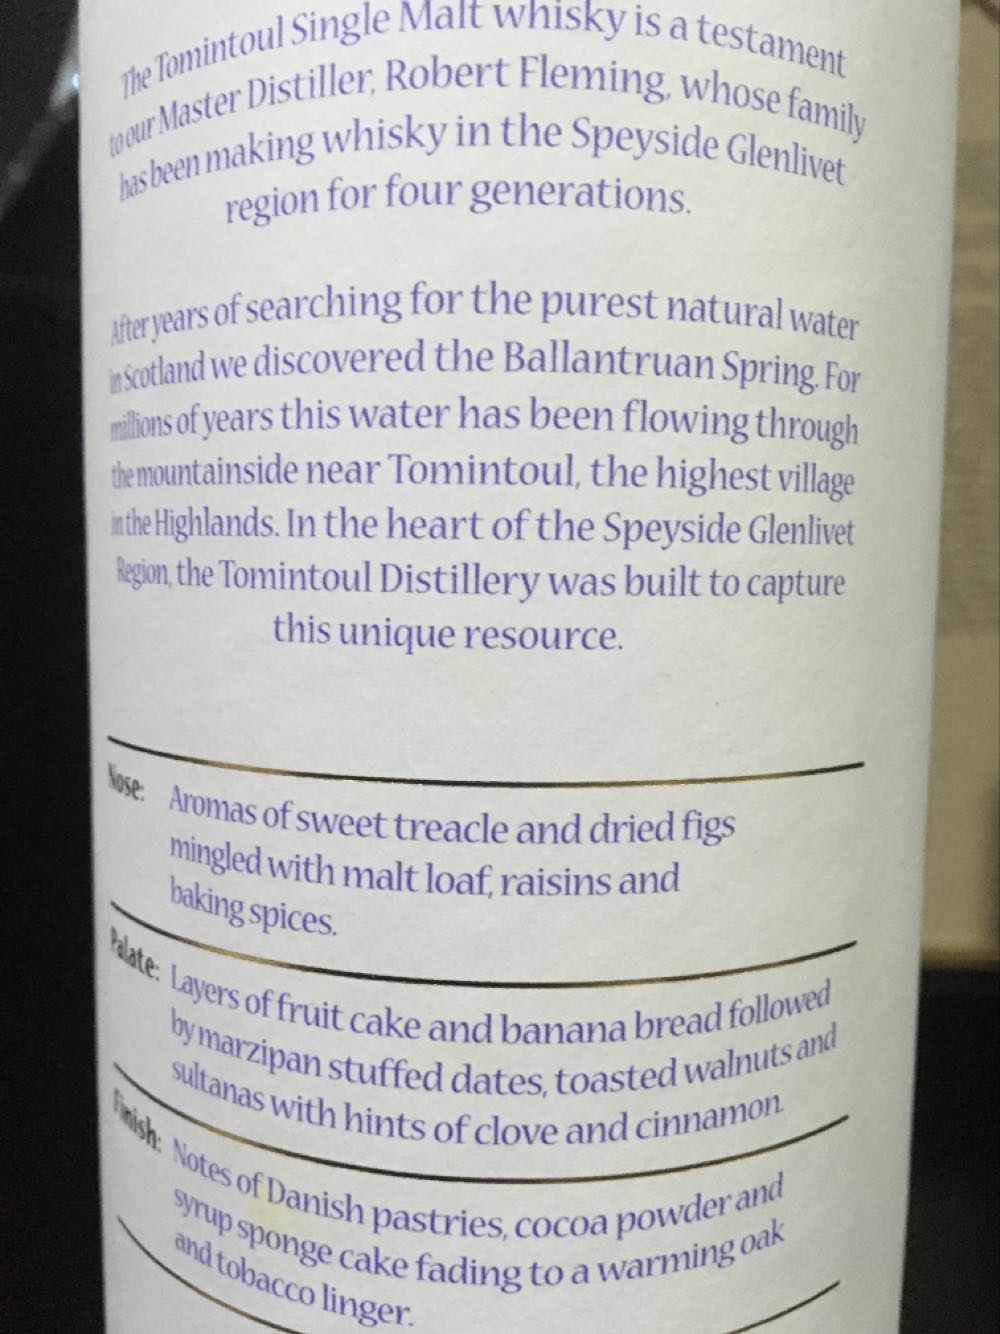 The Tomintoul Single Malt whisky is a testament
to our Master Distiller, Robert Fleming, whose family
has been making whisky in the Speyside Glenlivet
region for four generations.
After years of searching for the purest natural water
in Scotland we discovered the Ballantruan Spring. For
millions of years this water has been flowing through
the mountainside near Tomintoul, the highest village
in the Highlands. In the heart of the Speyside Glenlivet
Region, the Tomintoul Distillery was built to capture
this unique resource.
Nose: Aromas of sweet treacle and dried figs
mingled with malt loaf, raisins and
baking spices.
Palate: Layers of fruit cake and banana bread followed
by marzipan stuffed dates, toasted walnuts and
sultanas with hints of clove and cinnamon.
Finish: Notes of Danish pastries, cocoa powder and
syrup sponge cake fading to a warming oak
and tobacco linger.